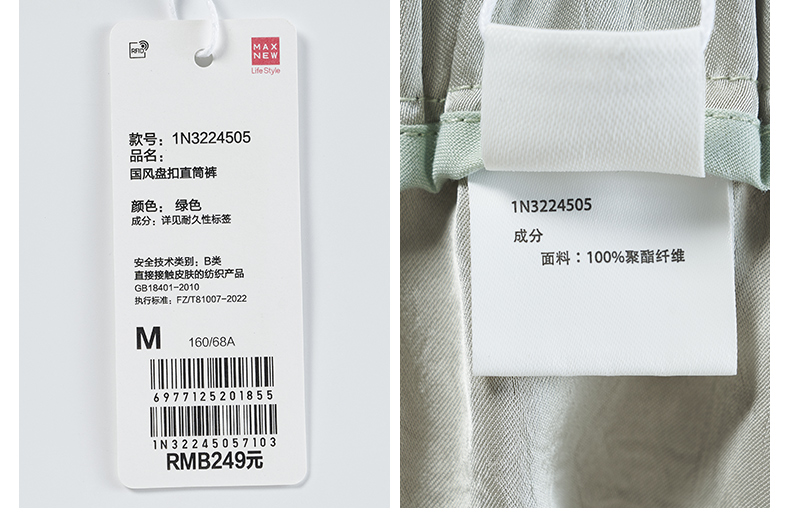 RFID
MAX
NEW
Life Style
款号：1N3224505
品名：
国风盘扣直筒裤
颜色：绿色
成分：详见耐久性标签
安全技术类别：B类
直接接触皮肤的纺织产品
GB18401-2010
执行标准：FZ/T81007-2022
M 160/68A
6977125201855
1N32245057103
RMB249元
1N3224505
成分
面料：100%聚酯纤维